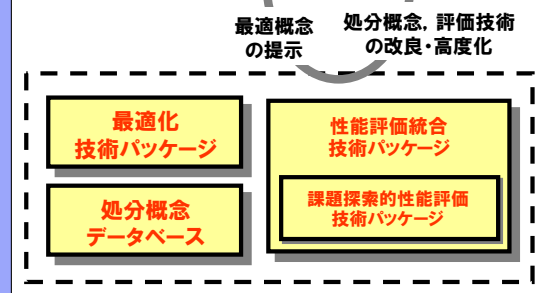 最適概念
の提示
処分概念, 評価技術
の改良・高度化
最適化
技術パッケージ
処分概念
データベース
性能評価統合
技術パッケージ
課題探索的性能評価
技術パッケージ